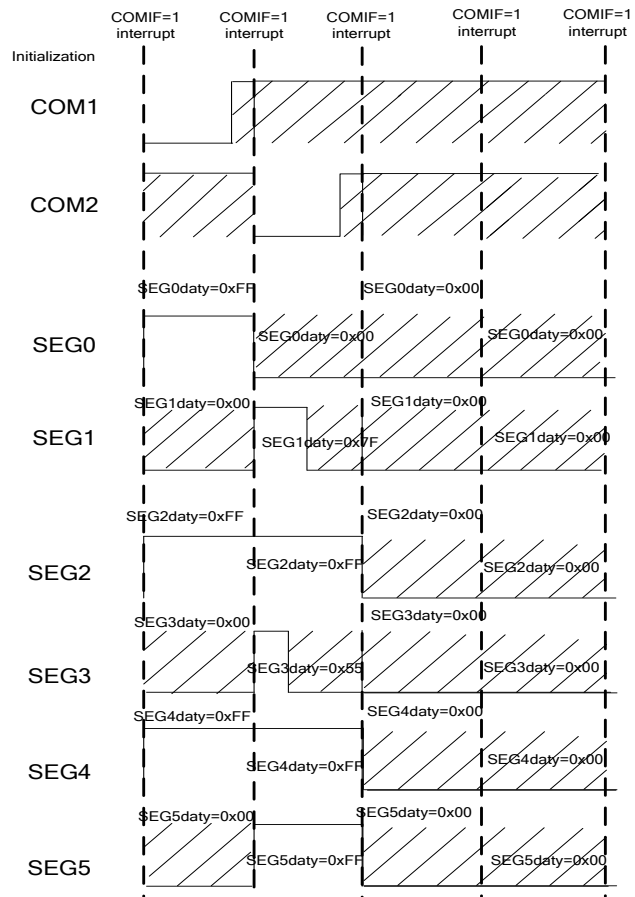 COMIF=1 COMIF=1 COMIF=1 COMIF=1 COMIF=1
interrupt interrupt interrupt interrupt interrupt
Initialization
COM1
COM2
SEG0daty=0xFF SEG0daty=0x00
SEG0 SEG0daty=0x00 SEG0daty=0x00
SEG1daty=0x00 SEG1daty=0x00
SEG1 SEG1daty=0x7F SEG1daty=0x00
SEG2daty=0xFF SEG2daty=0x00
SEG2 SEG2daty=0xFF SEG2daty=0x00
SEG3daty=0x00 SEG3daty=0x00
SEG3 SEG3daty=0x55 SEG3daty=0x00
SEG4daty=0xFF SEG4daty=0x00
SEG4 SEG4daty=0xFF SEG4daty=0x00
SEG5daty=0x00 SEG5daty=0x00
SEG5 SEG5daty=0xFF SEG5daty=0x00